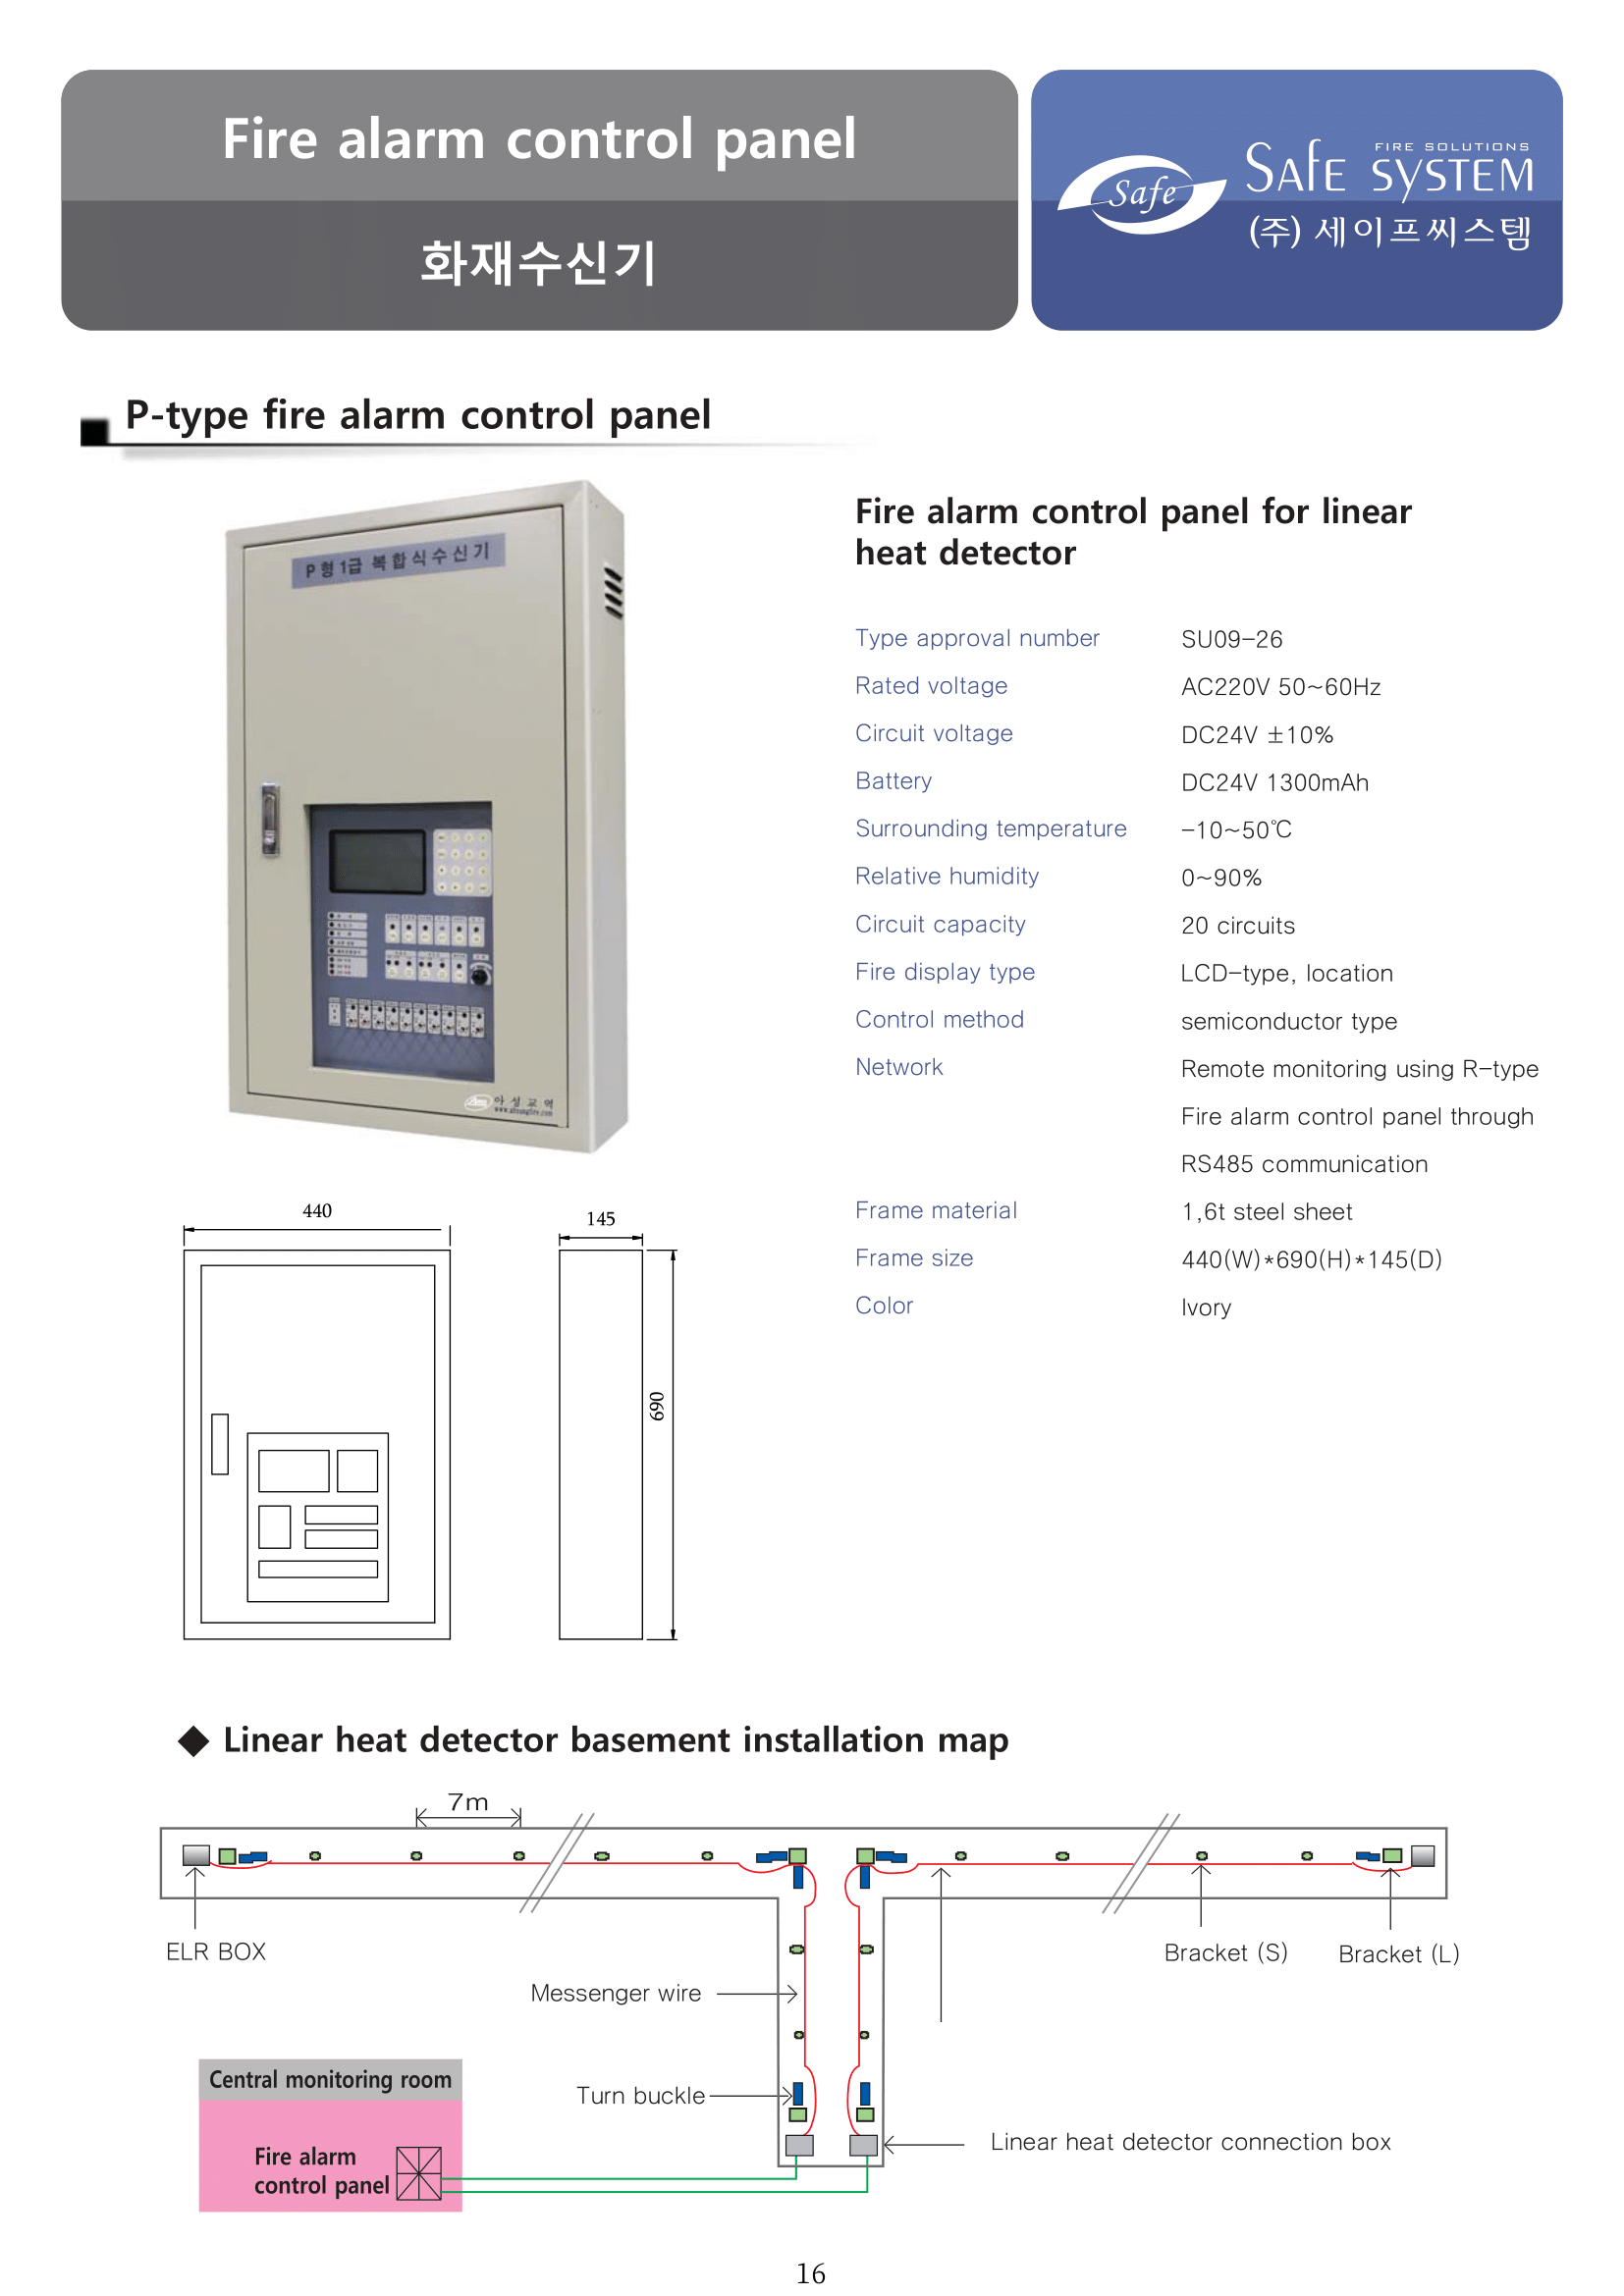 Fire alarm control panel
화재수신기
Safe
FIRE SOLUTIONS
SAFE SYSTEM
(주) 세이프씨스템
P-type fire alarm control panel
P형 1급 복합식수신기
아성교역
Fire alarm control panel for linear
heat detector
Type approval number SU09-26
Rated voltage AC220V 50~60Hz
Circuit voltage DC24V ±10%
Battery DC24V 1300mAh
Surrounding temperature -10~50℃
Relative humidity 0~90%
Circuit capacity 20 circuits
Fire display type LCD-type, location
Control method semiconductor type
Network Remote monitoring using R-type
Fire alarm control panel through
RS485 communication
Frame material 1,6t steel sheet
Frame size 440(W)*690(H)*145(D)
Color Ivory
440
145
690
◆ Linear heat detector basement installation map
7m
ELR BOX
Bracket (S)
Bracket (L)
Messenger wire
Central monitoring room
Turn buckle
Linear heat detector connection box
Fire alarm
control panel
16